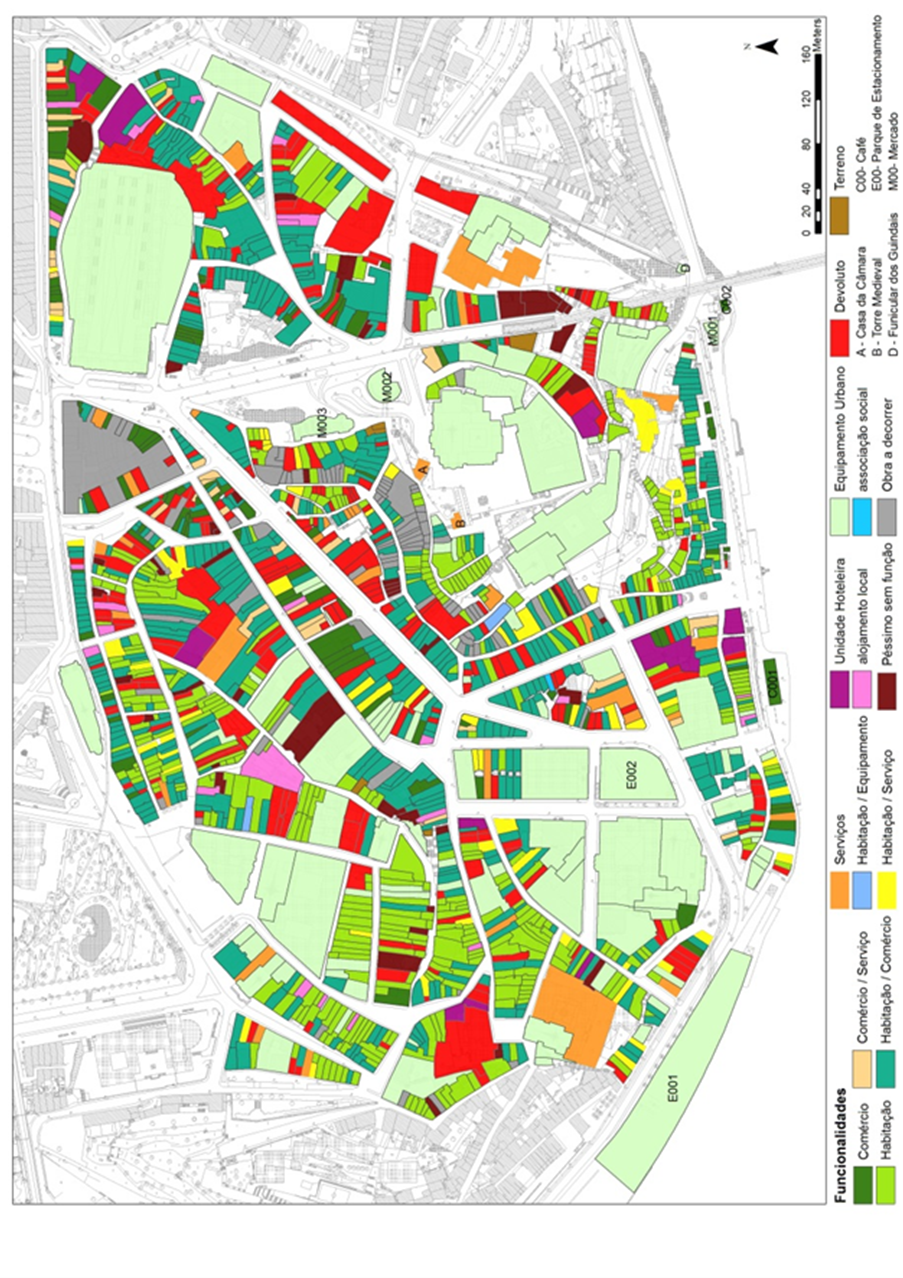 M003
M002
M001
C002
A
B
D
E002
C001
E001
N
0 20 40 80 120 160
Meters
Funcionalidades
Comércio
Habitação
Comércio / Serviço
Habitação / Comércio
Serviços
Habitação / Equipamento
Habitação / Serviço
Unidade Hoteleira
alojamento local
Péssimo sem função
Equipamento Urbano
associação social
Obra a decorrer
Devoluto
A - Casa da Câmara
B - Torre Medieval
D - Funicular dos Guindais
Terreno
C00- Café
E00- Parque de Estacionamento
M00- Mercado